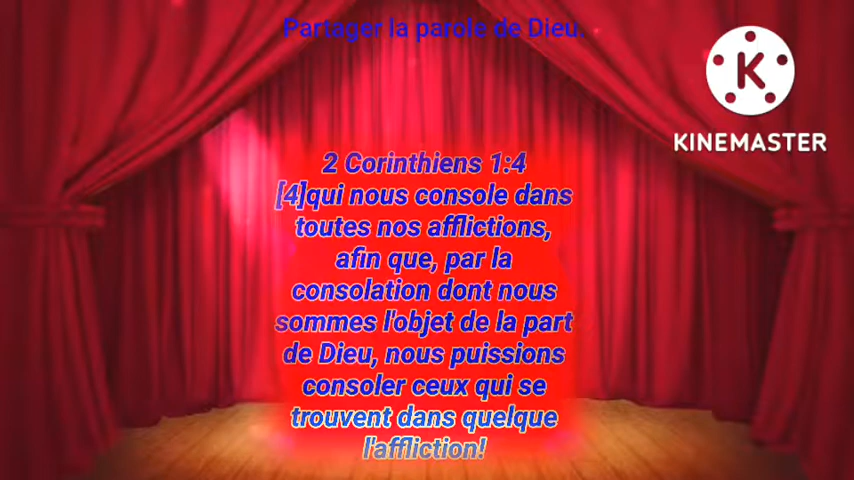 Partager la parole de Dieu.
K
KINEMASTER
2 Corinthiens 1:4
[4]qui nous console dans
toutes nos afflictions,
afin que, par la
consolation dont nous
sommes l'objet de la part
de Dieu, nous puissions
consoler ceux qui se
trouvent dans quelque
l'affliction!